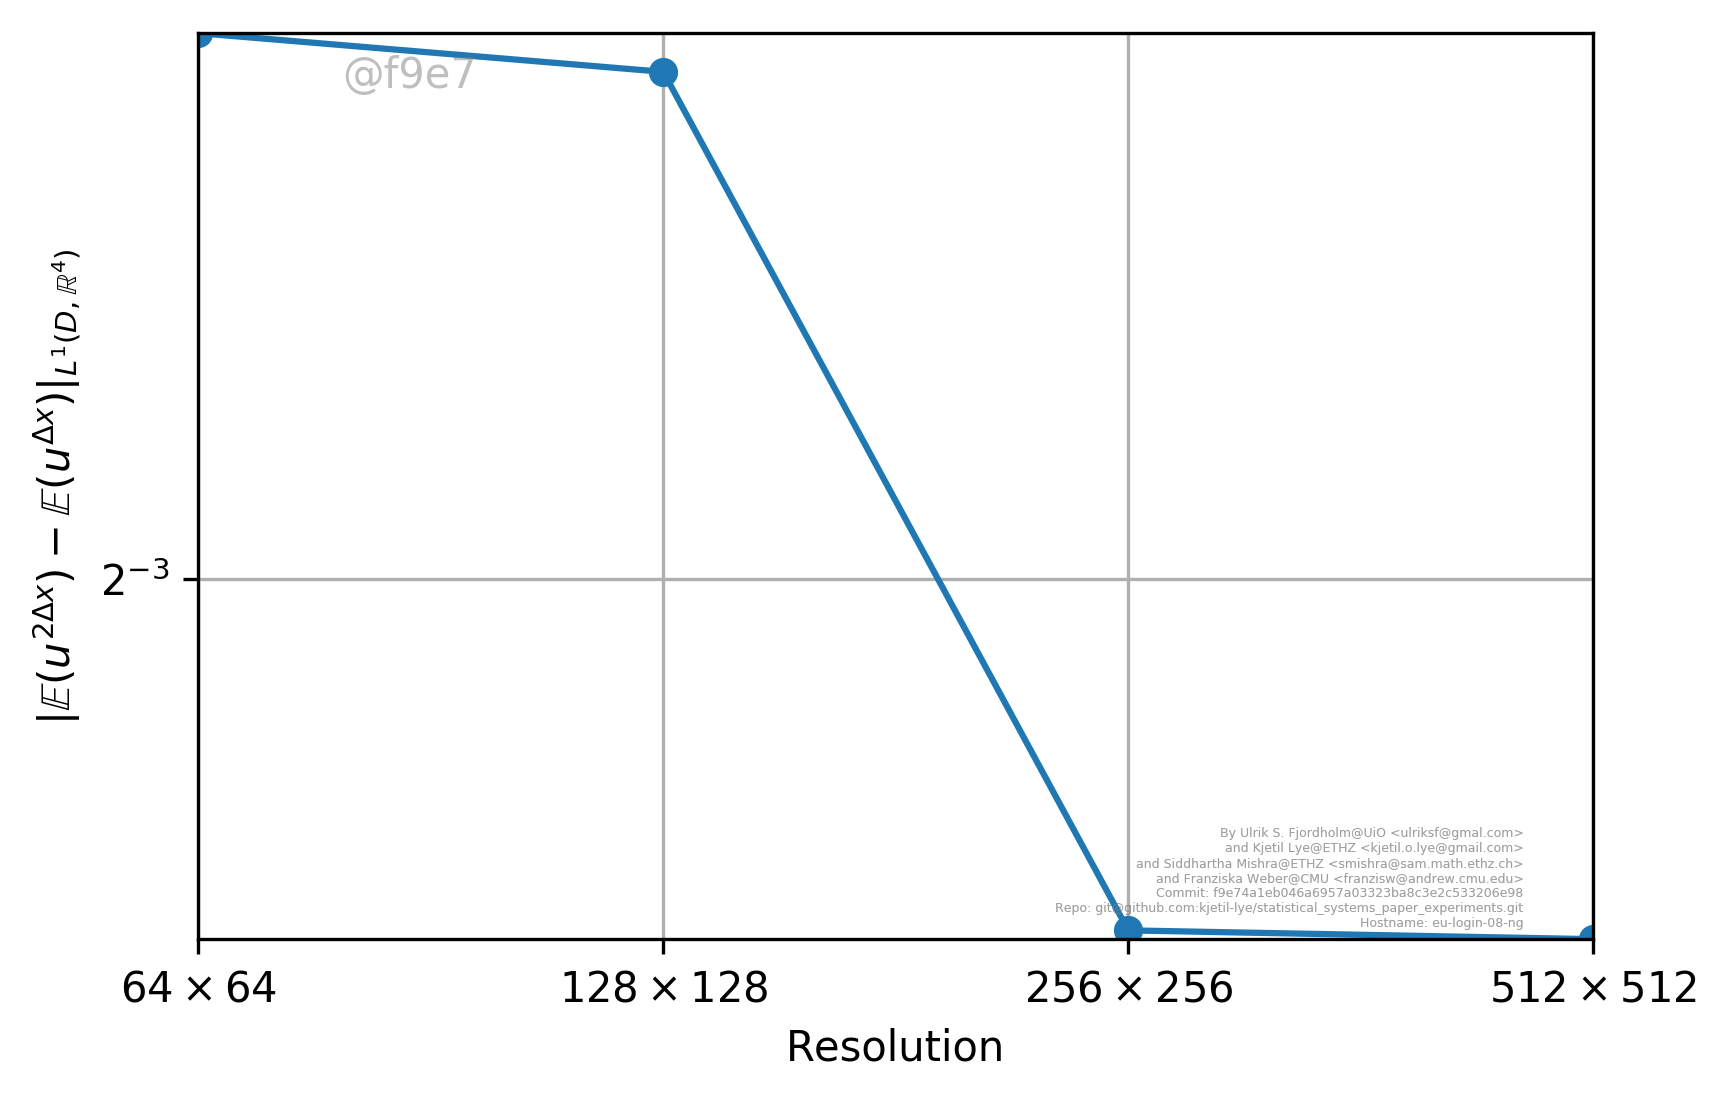 @f9e7
|𝔼(u^{2Δx}) − 𝔼(u^{Δx})|_{L^1(D, ℝ^4)}
2^{−3}
By Ulrik S. Fjordholm@UiO <ulriksf@gmal.com>
and Kjetil Lye@ETHZ <kjetil.o.lye@gmail.com>
and Siddhartha Mishra@ETHZ <smishra@sam.math.ethz.ch>
and Franziska Weber@CMU <franzisw@andrew.cmu.edu>
Commit: f9e74a1eb046a6957a03323ba8c3e2c533206e98
Repo: git@github.com:kjetil-lye/statistical_systems_paper_experiments.git
Hostname: eu-login-08-ng
64 × 64 128 × 128 256 × 256 512 × 512
Resolution